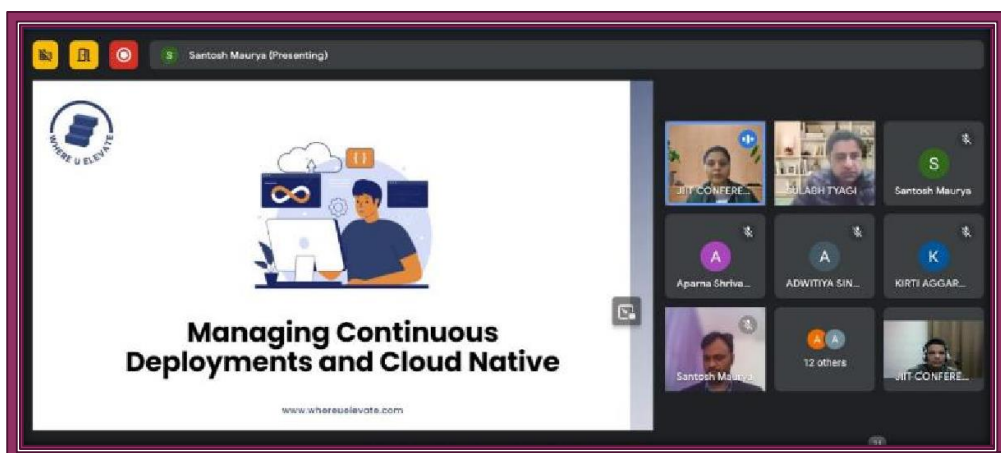 S Santosh Maurya (Presenting)
WHERE U ELEVATE
{ }
Managing Continuous
Deployments and Cloud Native
www.whereuelevate.com
JIIT CONFERE...
SULABH TYAGI
S
Santosh Maurya
A
Aparna Shriva...
A
ADWITIYA SIN...
K
KIRTI AGGAR...
Santosh Maurya
A A
12 others
JIIT CONFERE...